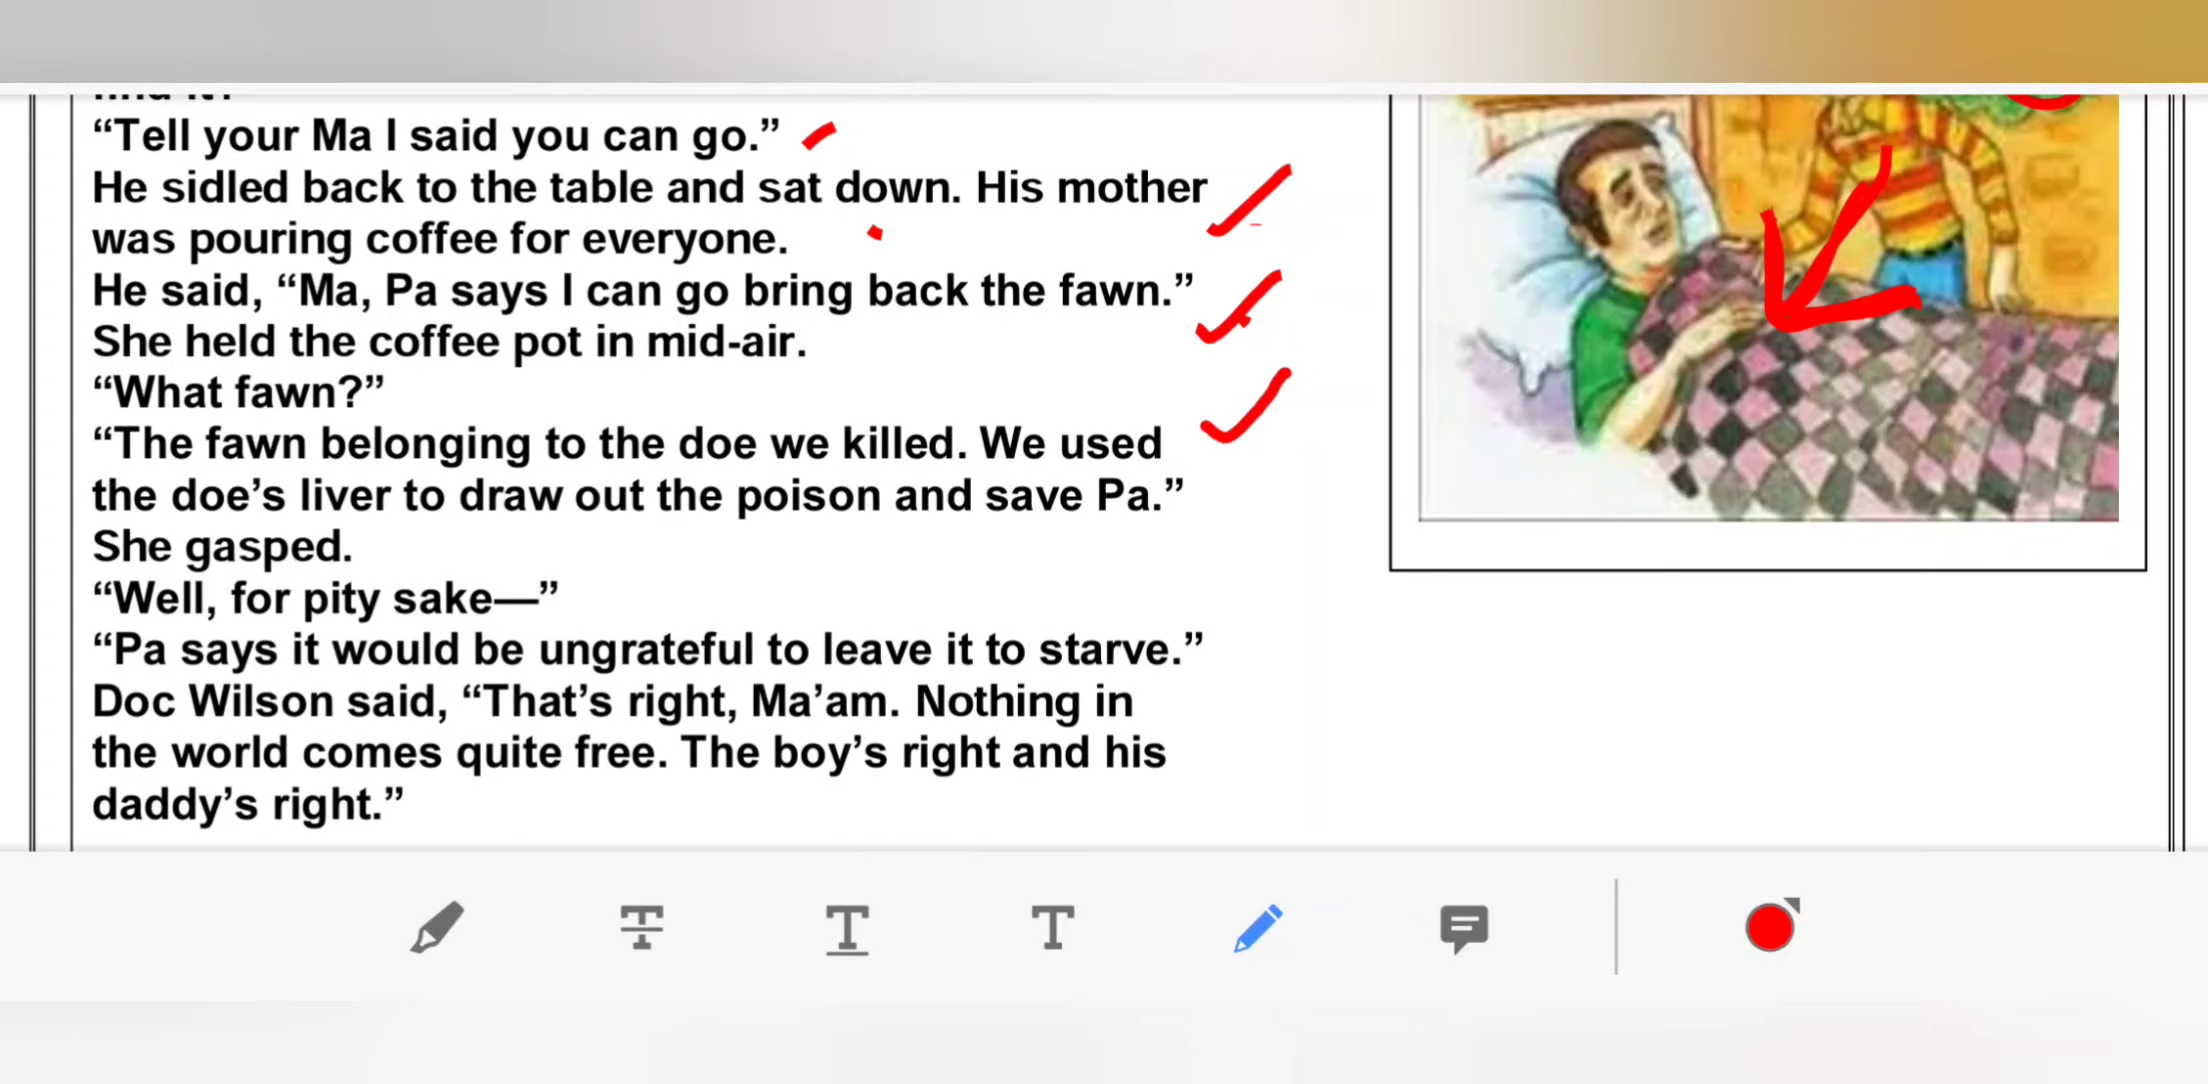 “Tell your Ma I said you can go.”
He sidled back to the table and sat down. His mother
was pouring coffee for everyone.
He said, “Ma, Pa says I can go bring back the fawn.”
She held the coffee pot in mid-air.
“What fawn?”
“The fawn belonging to the doe we killed. We used
the doe’s liver to draw out the poison and save Pa.”
She gasped.
“Well, for pity sake—”
“Pa says it would be ungrateful to leave it to starve.”
Doc Wilson said, “That’s right, Ma’am. Nothing in
the world comes quite free. The boy’s right and his
daddy’s right.”